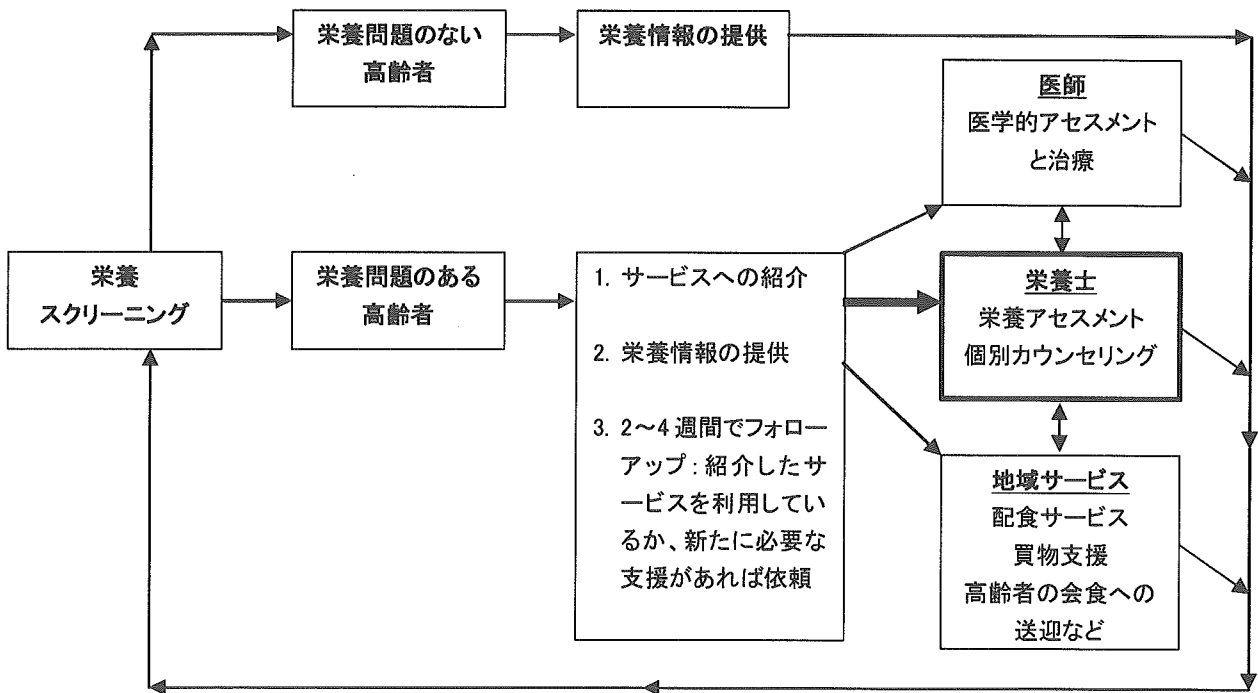 栄養問題のない
高齢者
栄養情報の提供
医師
医学的アセスメント
と治療
栄養
スクリーニング
栄養問題のある
高齢者
1. サービスへの紹介
2. 栄養情報の提供
3. 2～4週間でフォロー
アップ：紹介したサ
ービスを利用してい
るか、新たに必要な
支援があれば依頼
栄養士
栄養アセスメント
個別カウンセリング
地域サービス
配食サービス
買物支援
高齢者の会食への
送迎など